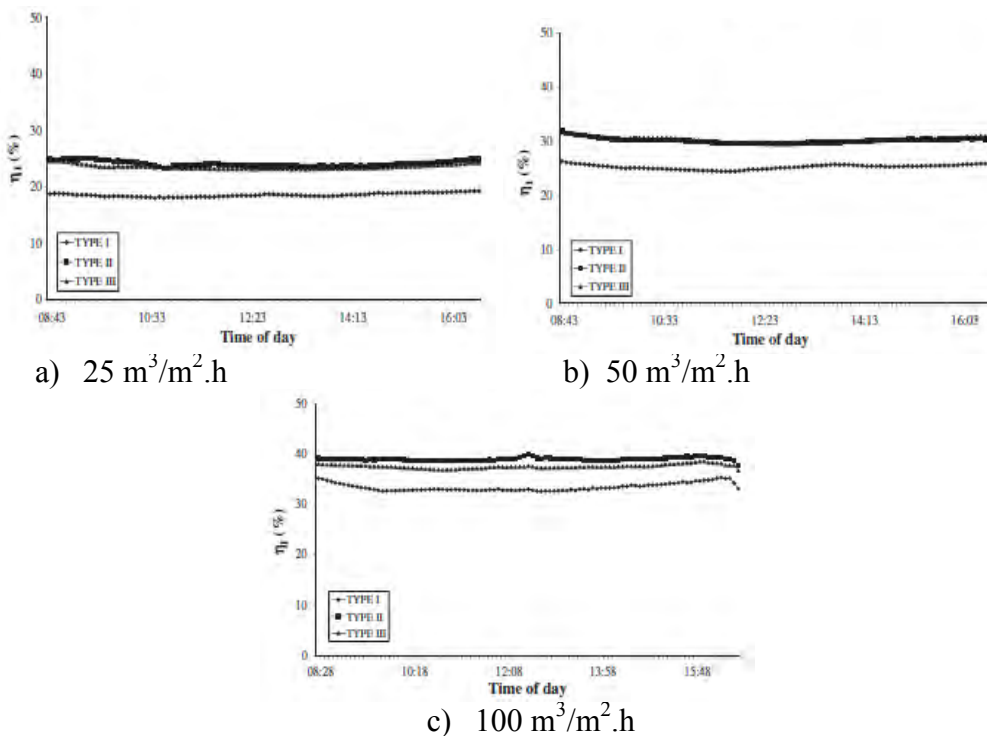 50
40
30
20
10
0
η₁ (%)
TYPE I
TYPE II
TYPE III
08:43 10:33 12:23 14:13 16:03
Time of day
a) 25 m³/m².h
50
40
30
20
10
0
η₁ (%)
TYPE I
TYPE II
TYPE III
08:43 10:33 12:23 14:13 16:03
Time of day
b) 50 m³/m².h
50
40
30
20
10
0
η₁ (%)
TYPE I
TYPE II
TYPE III
08:28 10:18 12:08 13:58 15:48
Time of day
c) 100 m³/m².h